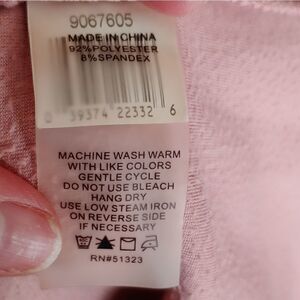 9067605
MADE IN CHINA
92% POLYESTER
8% SPANDEX
0 39374 22332 6
MACHINE WASH WARM
WITH LIKE COLORS
GENTLE CYCLE
DO NOT USE BLEACH
HANG DRY
USE LOW STEAM IRON
ON REVERSE SIDE
IF NECESSARY
RN#51323